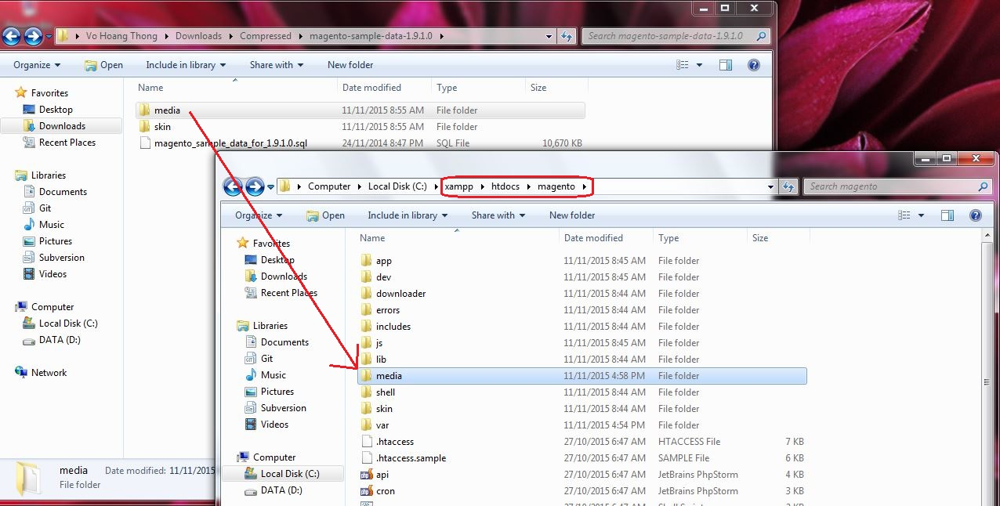 Vo Hoang Thong Downloads Compressed magento-sample-data-1.9.1.0 Search magento-sample-data-1.9.1.0
Organize Open Include in library Share with New folder
Favorites
Desktop
Downloads
Recent Places
Libraries
Documents
Git
Music
Pictures
Subversion
Videos
Computer
Local Disk (C:)
DATA (D:)
Network
Name Date modified Type Size
media 11/11/2015 8:55 AM File folder
skin 11/11/2015 8:55 AM File folder
magento_sample_data_for_1.9.1.0.sql 24/11/2014 8:47 PM SQL File 10,670 KB
media Date modified: 11/11/2015
File folder
Computer Local Disk (C:) xampp htdocs magento Search magento
Organize Open Include in library Share with New folder
Favorites
Desktop
Downloads
Recent Places
Libraries
Documents
Git
Music
Pictures
Subversion
Videos
Computer
Local Disk (C:)
DATA (D:)
Name Date modified Type Size
app 11/11/2015 8:45 AM File folder
dev 11/11/2015 8:45 AM File folder
downloader 11/11/2015 8:44 AM File folder
errors 11/11/2015 8:44 AM File folder
includes 11/11/2015 8:44 AM File folder
js 11/11/2015 8:45 AM File folder
lib 11/11/2015 8:44 AM File folder
media 11/11/2015 4:58 PM File folder
shell 11/11/2015 8:44 AM File folder
skin 11/11/2015 8:44 AM File folder
var 11/11/2015 4:54 PM File folder
.htaccess 27/10/2015 6:47 AM HTACCESS File 7 KB
.htaccess.sample 27/10/2015 6:47 AM SAMPLE File 6 KB
api 27/10/2015 6:47 AM JetBrains PhpStorm 4 KB
cron 27/10/2015 6:47 AM JetBrains PhpStorm 3 KB